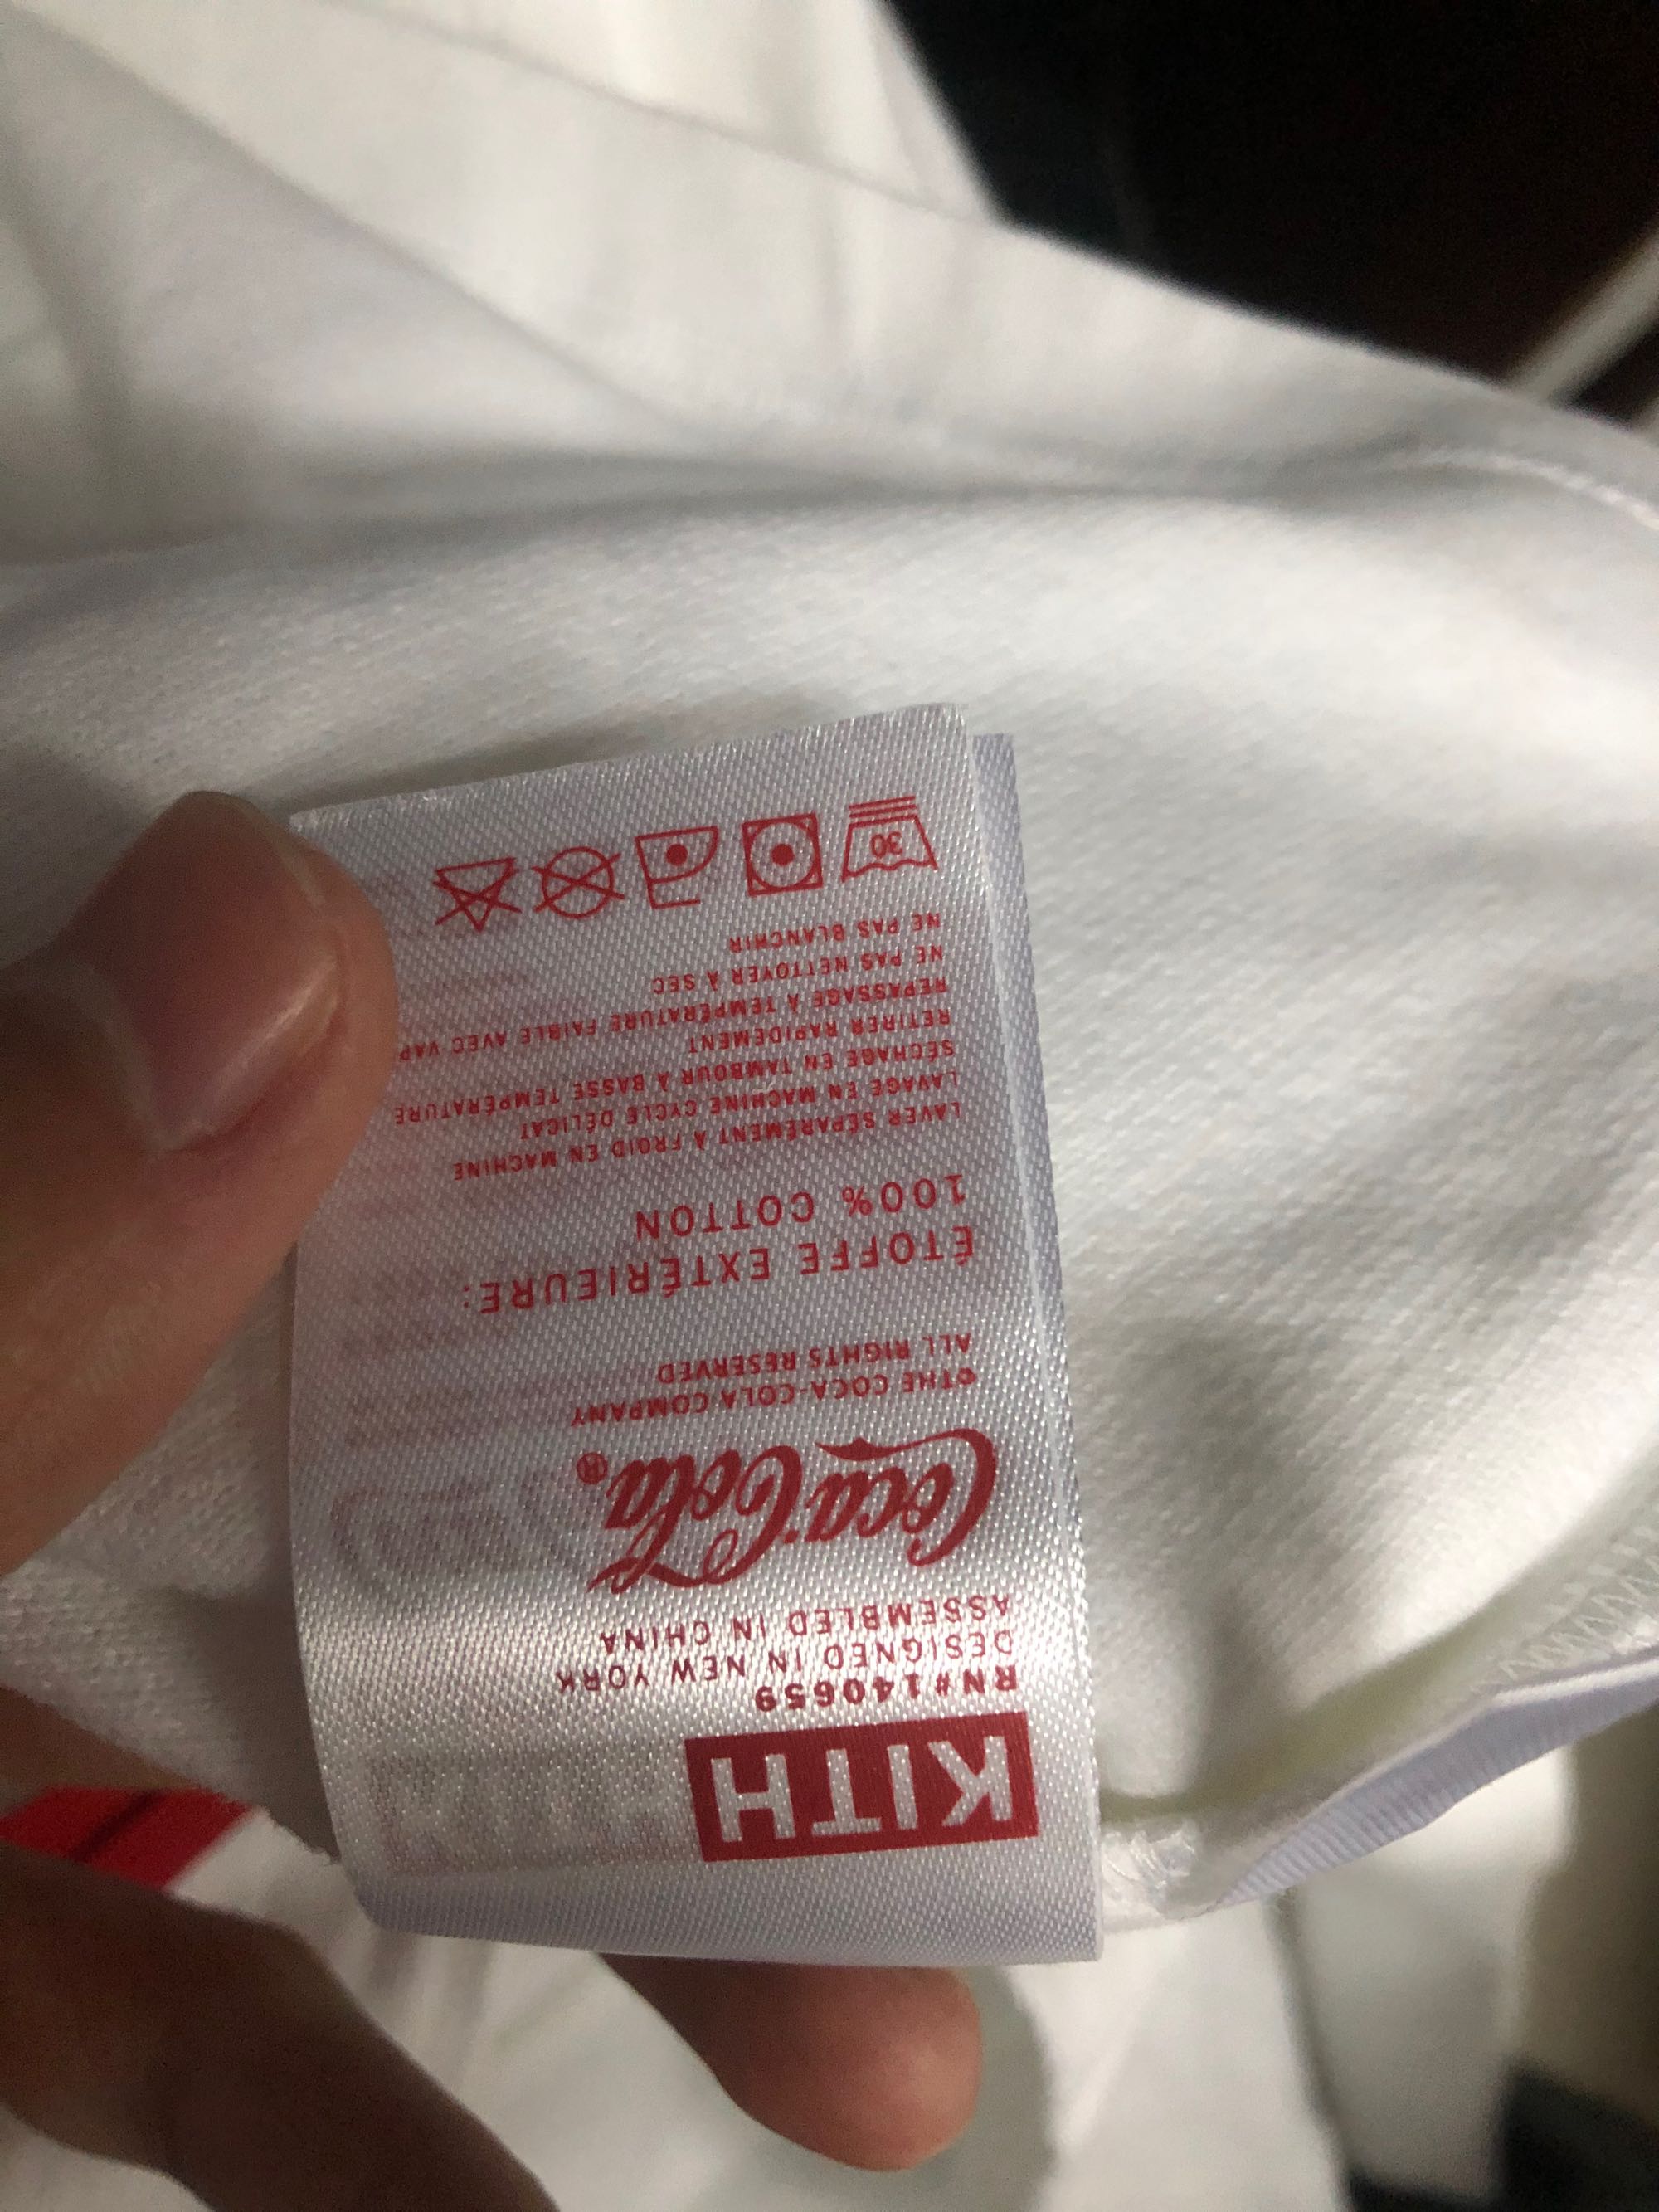 KITH
RN#140659
DESIGNED IN NEW YORK
ASSEMBLED IN CHINA
Coca-Cola®
©THE COCA-COLA COMPANY
ALL RIGHTS RESERVED
ÉTOFFE EXTÉRIEURE:
100% COTTON
LAVER SÉPARÉMENT À FROID EN MACHINE
LAVAGE EN MACHINE CYCLE DÉLICAT
SÉCHAGE EN TAMBOUR À BASSE TEMPÉRATURE
RETIRER RAPIDEMENT
REPASSAGE À TEMPÉRATURE FAIBLE AVEC VAP
NE PAS NETTOYER À SEC
NE PAS BLANCHIR
30